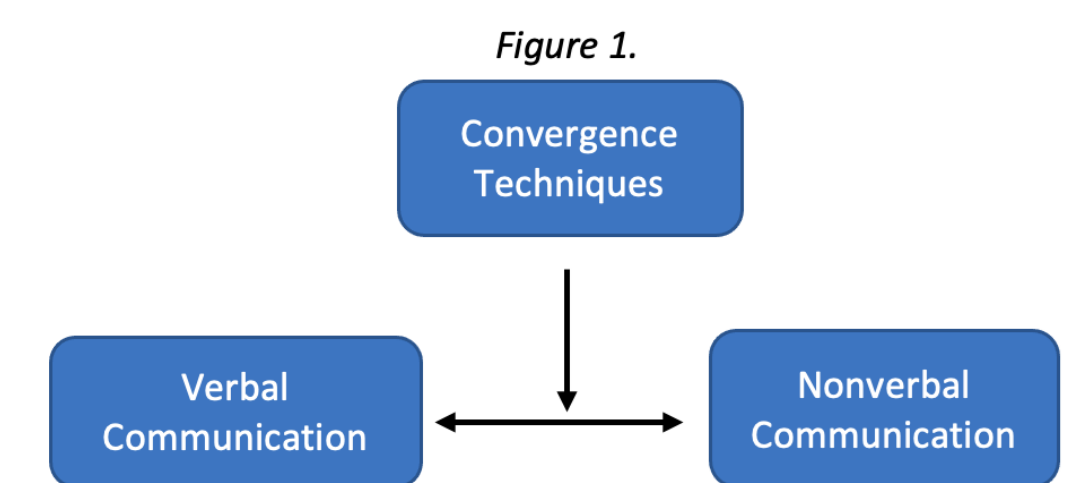 Figure 1.
Convergence
Techniques
Verbal
Communication
Nonverbal
Communication